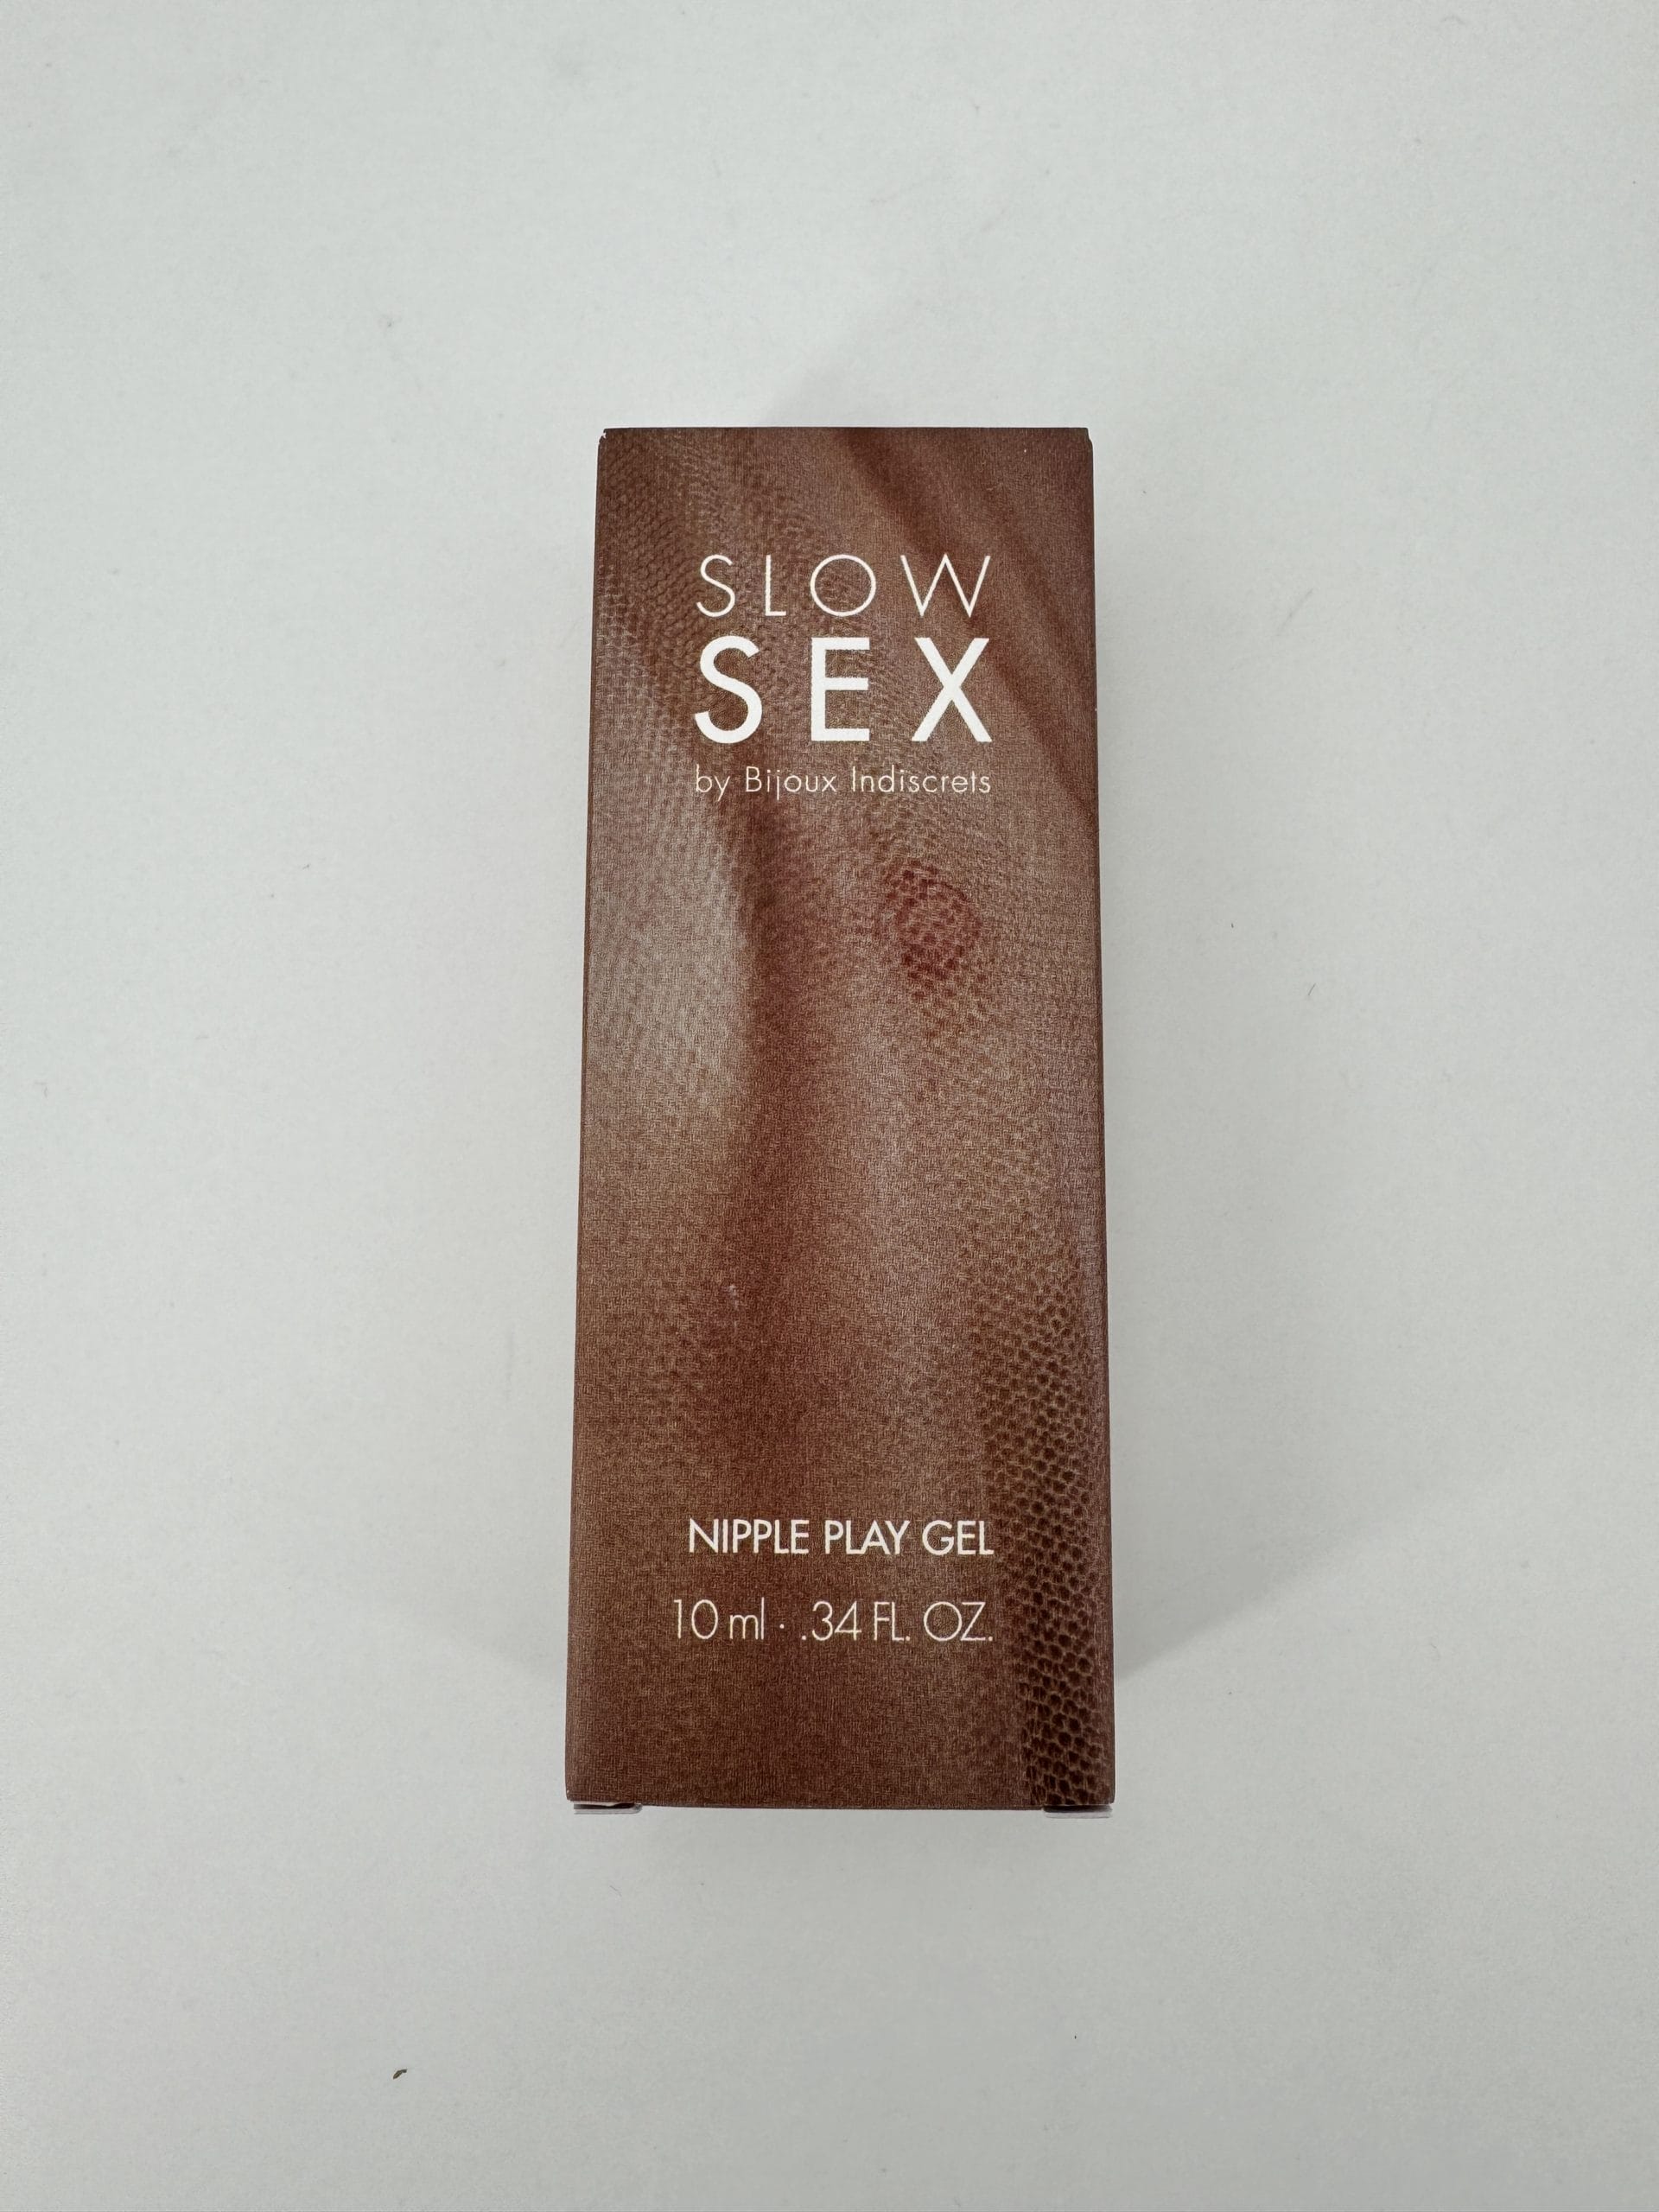 SLOW
SEX
by Bijoux Indiscrets
NIPPLE PLAY GEL
10 ml · .34 FL. OZ.